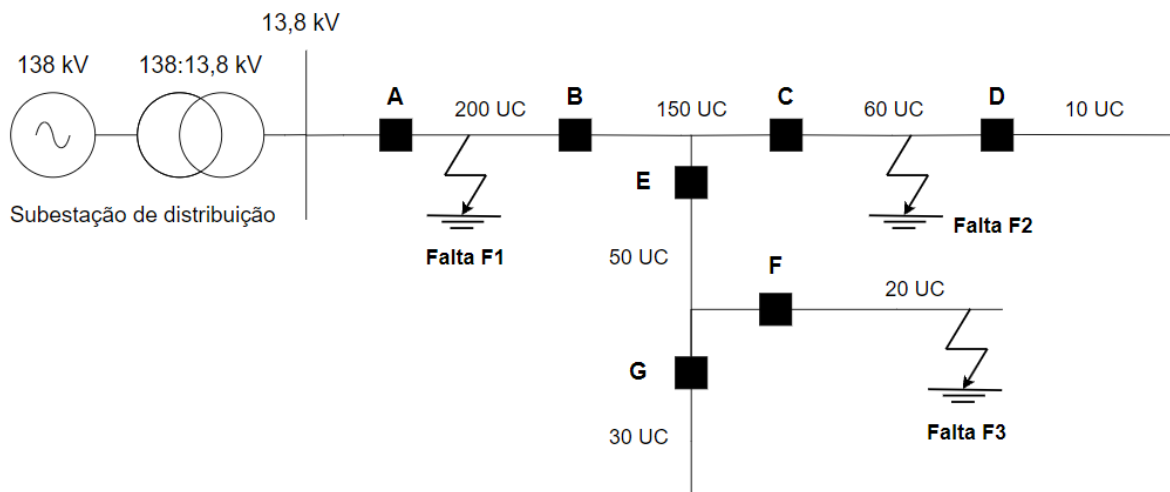 13,8 kV
138 kV
138:13,8 kV
A
200 UC
B
150 UC
C
60 UC
D
10 UC
E
Subestação de distribuição
Falta F1
Falta F2
50 UC
F
20 UC
G
30 UC
Falta F3